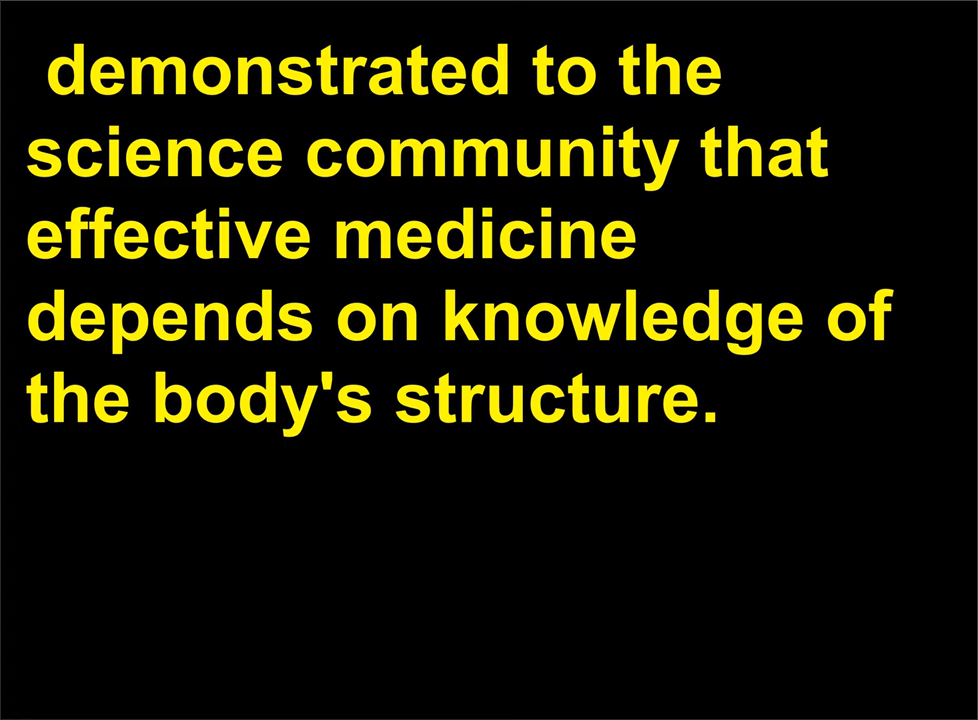 demonstrated to the
science community that
effective medicine
depends on knowledge of
the body's structure.